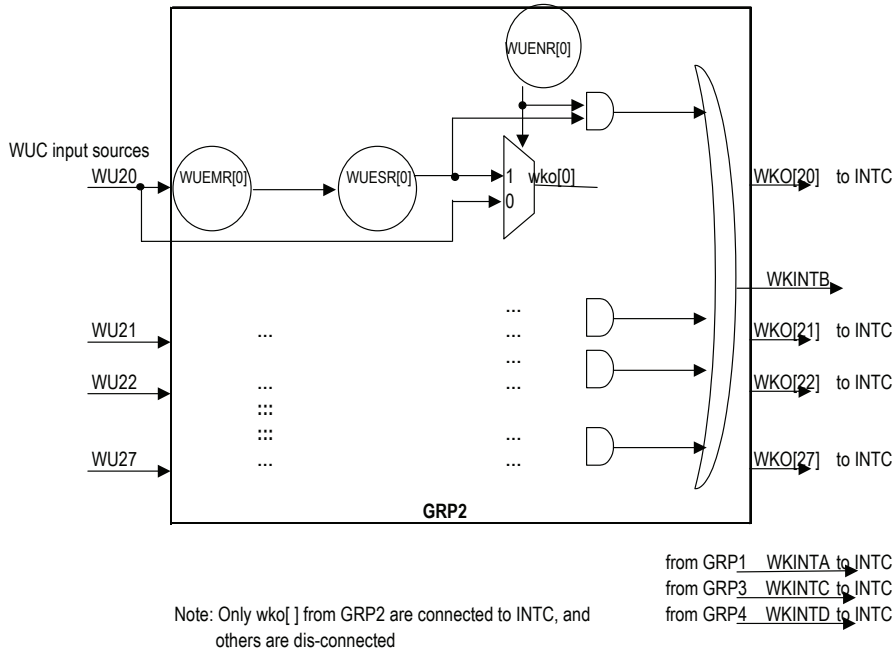 WUENR[0]
WUC input sources
WU20
WUEMR[0]
WUESR[0]
1
wko[0]
0
WKO[20] to INTC
WKINTB
...
WU21
...
...
WKO[21] to INTC
...
WU22
...
...
WKO[22] to INTC
:::
:::
...
WU27
...
...
WKO[27] to INTC
GRP2
from GRP1 WKINTA to INTC
from GRP3 WKINTC to INTC
from GRP4 WKINTD to INTC
Note: Only wko[ ] from GRP2 are connected to INTC, and
others are dis-connected